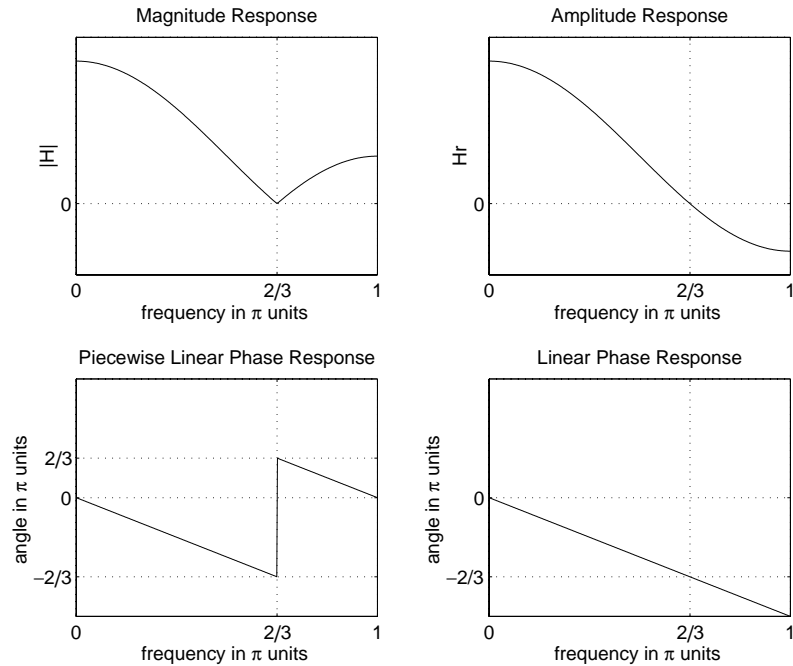 Magnitude Response
|H|
0
0
2/3
1
frequency in π units
Amplitude Response
Hr
0
0
2/3
1
frequency in π units
Piecewise Linear Phase Response
angle in π units
2/3
0
−2/3
0
2/3
1
frequency in π units
Linear Phase Response
angle in π units
0
−2/3
0
2/3
1
frequency in π units